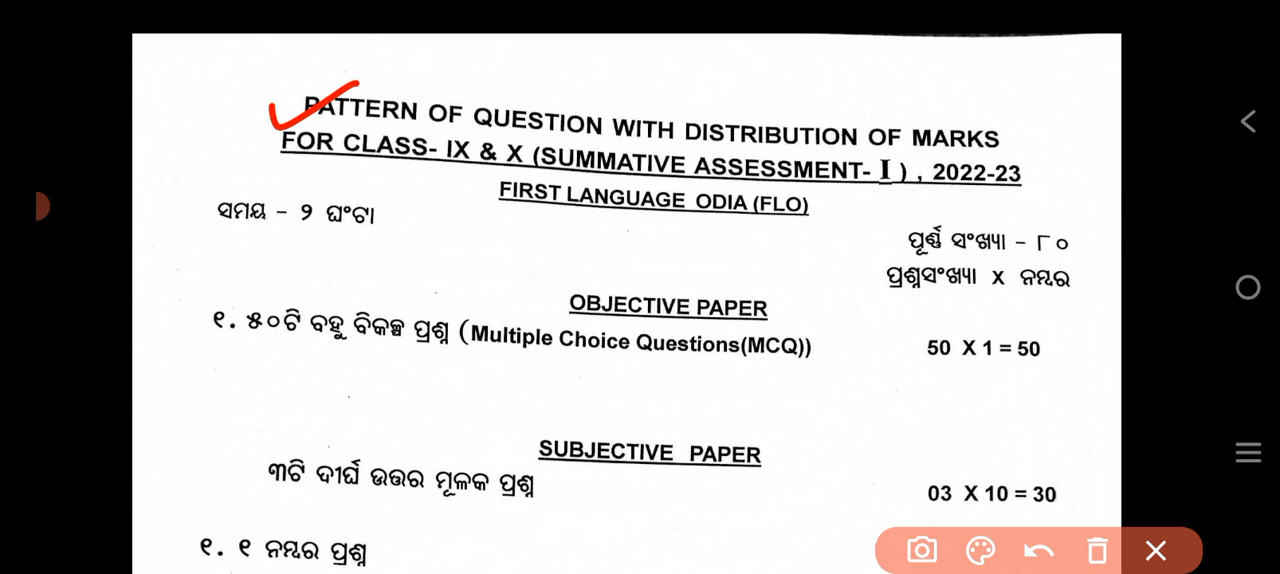 PATTERN OF QUESTION WITH DISTRIBUTION OF MARKS
FOR CLASS- IX & X (SUMMATIVE ASSESSMENT- I ) , 2022-23
FIRST LANGUAGE ODIA (FLO)
ସମୟ – ୨ ଘଂଟା
ପୂର୍ଣ୍ଣ ସଂଖ୍ୟା – ୮୦
ପ୍ରଶ୍ନସଂଖ୍ୟା X ନମ୍ବର
OBJECTIVE PAPER
୧. ୫୦ଟି ବହୁ ବିକଳ୍ପ ପ୍ରଶ୍ନ (Multiple Choice Questions(MCQ)) 50 X 1 = 50
SUBJECTIVE PAPER
୩ଟି ଦୀର୍ଘ ଉତ୍ତର ମୂଳକ ପ୍ରଶ୍ନ 03 X 10 = 30
୧. ୧ ନମ୍ବର ପ୍ରଶ୍ନ